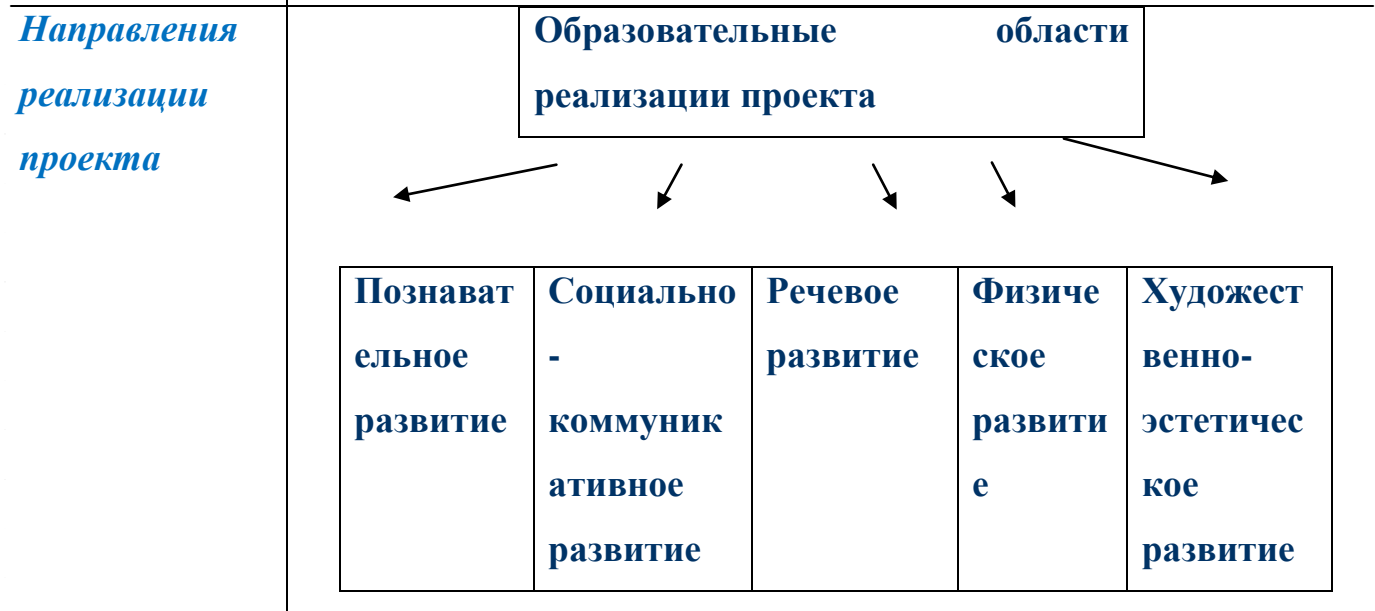 Направления
реализации
проекта
Образовательные области
реализации проекта
Познават
ельное
развитие
Социально
-
коммуник
ативное
развитие
Речевое
развитие
Физиче
ское
развити
е
Художест
венно-
эстетичес
кое
развитие